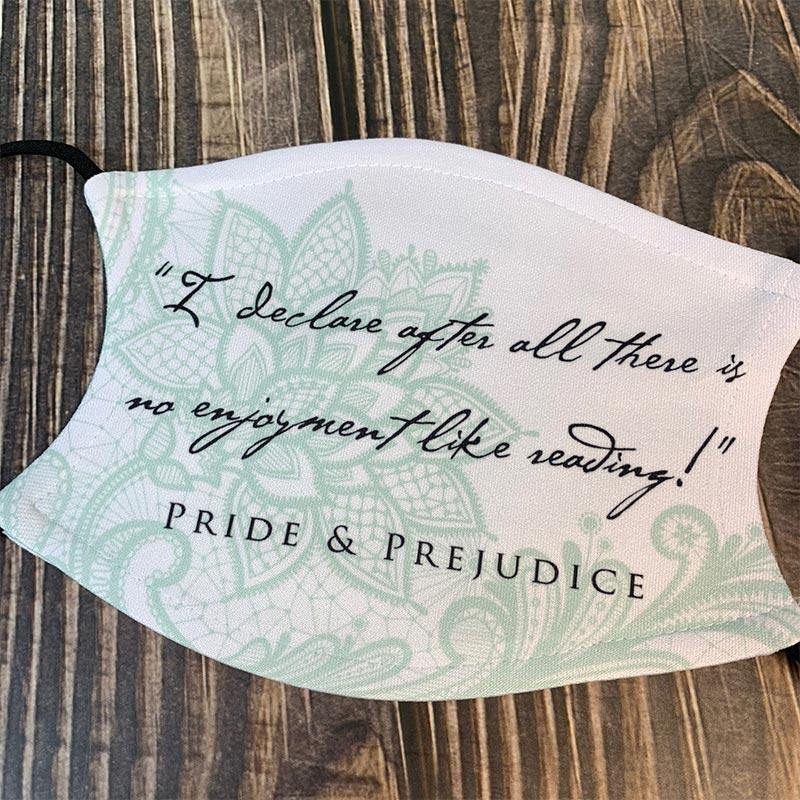 "I declare after all there is
no enjoyment like reading!"
PRIDE & PREJUDICE